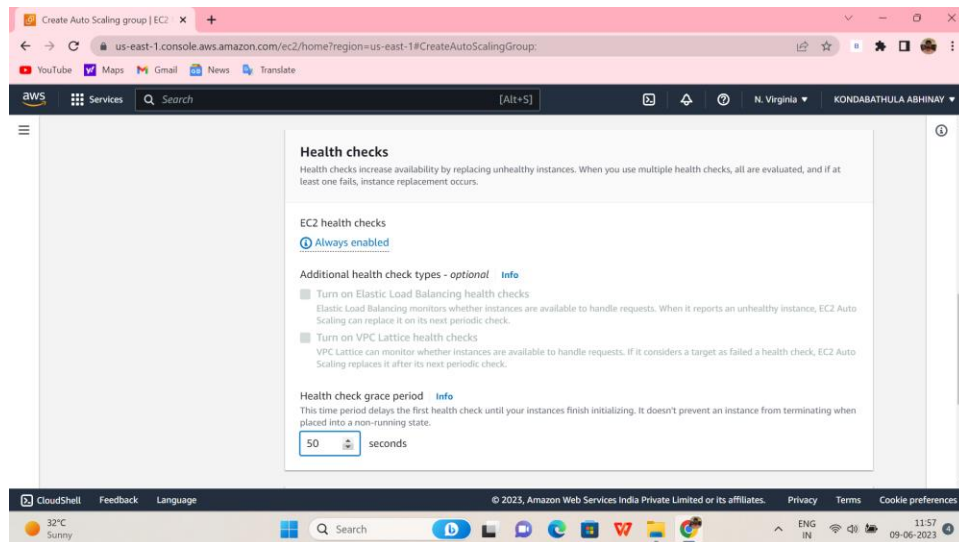 Create Auto Scaling group | EC2
us-east-1.console.aws.amazon.com/ec2/home?region=us-east-1#CreateAutoScalingGroup:
YouTube Maps Gmail News Translate
aws Services Search [Alt+S] N. Virginia KONDABATHULA ABHINAY
Health checks
Health checks increase availability by replacing unhealthy instances. When you use multiple health checks, all are evaluated, and if at
least one fails, instance replacement occurs.
EC2 health checks
Always enabled
Additional health check types - optional Info
Turn on Elastic Load Balancing health checks
Elastic Load Balancing monitors whether instances are available to handle requests. When it reports an unhealthy instance, EC2 Auto
Scaling can replace it on its next periodic check.
Turn on VPC Lattice health checks
VPC Lattice can monitor whether instances are available to handle requests. If it considers a target as failed a health check, EC2 Auto
Scaling replaces it after its next periodic check.
Health check grace period Info
This time period delays the first health check until your instances finish initializing. It doesn't prevent an instance from terminating when
placed into a non-running state.
50 seconds
CloudShell Feedback Language © 2023, Amazon Web Services India Private Limited or its affiliates. Privacy Terms Cookie preferences
32°C
Sunny
Search
ENG
IN
11:57
09-06-2023
4